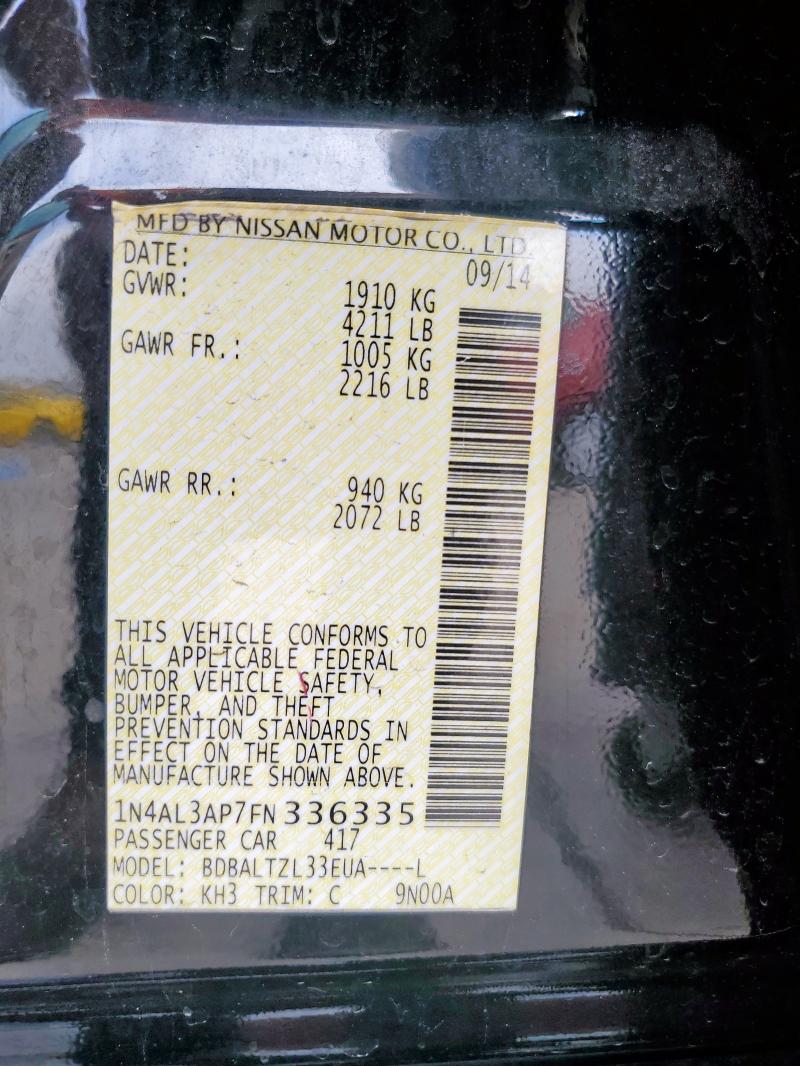 MFD BY NISSAN MOTOR CO., LTD.
DATE: 09/14
GVWR: 1910 KG
4211 LB
GAWR FR.: 1005 KG
2216 LB
GAWR RR.: 940 KG
2072 LB
THIS VEHICLE CONFORMS TO
ALL APPLICABLE FEDERAL
MOTOR VEHICLE SAFETY,
BUMPER, AND THEFT
PREVENTION STANDARDS IN
EFFECT ON THE DATE OF
MANUFACTURE SHOWN ABOVE.
1N4AL3AP7FN336335
PASSENGER CAR 417
MODEL: BDBALTZL33EUA----L
COLOR: KH3 TRIM: C 9N00A